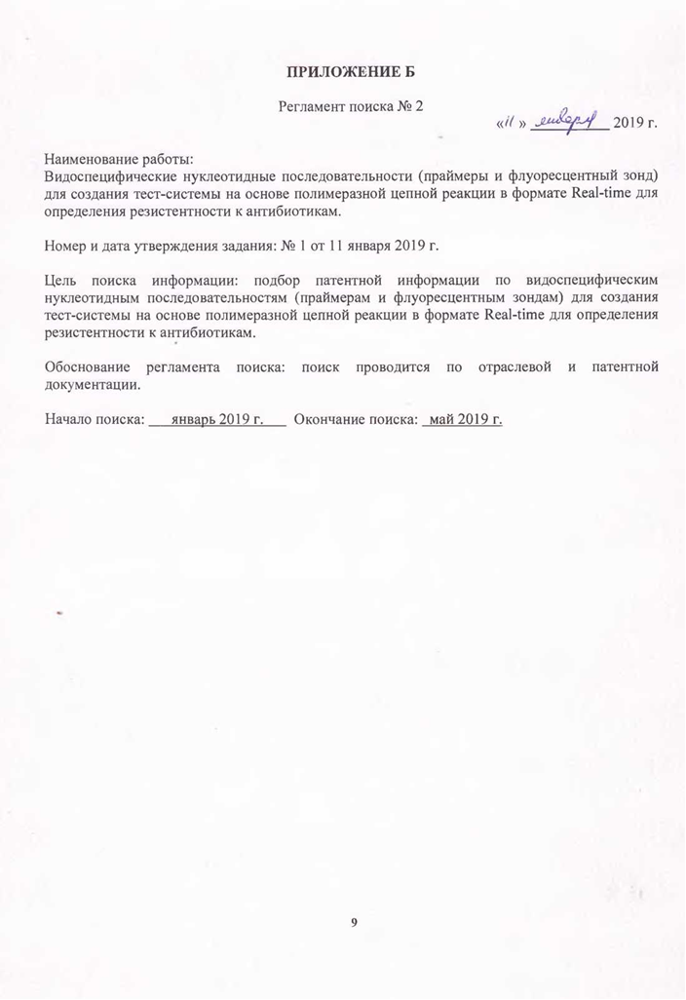 ПРИЛОЖЕНИЕ Б
Регламент поиска № 2
«11» января 2019 г.
Наименование работы:
Видоспецифические нуклеотидные последовательности (праймеры и флуоресцентный зонд)
для создания тест-системы на основе полимеразной цепной реакции в формате Real-time для
определения резистентности к антибиотикам.
Номер и дата утверждения задания: № 1 от 11 января 2019 г.
Цель поиска информации: подбор патентной информации по видоспецифическим
нуклеотидным последовательностям (праймерам и флуоресцентным зондам) для создания
тест-системы на основе полимеразной цепной реакции в формате Real-time для определения
резистентности к антибиотикам.
Обоснование регламента поиска: поиск проводится по отраслевой и патентной
документации.
Начало поиска: январь 2019 г. Окончание поиска: май 2019 г.
9